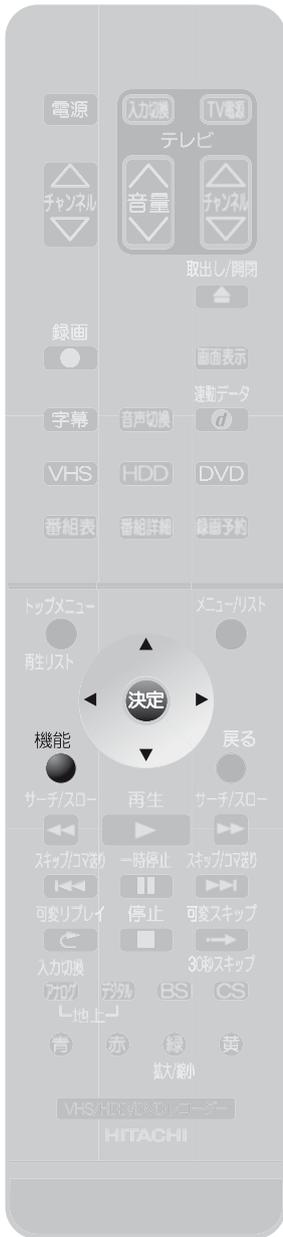 電源 入力切換 TV電源
テレビ
チャンネル 音量 チャンネル
取出し/開閉
録画
画面表示
連動データ
字幕 音声切換 d
VHS HDD DVD
番組表 番組詳細 録画予約
トップメニュー メニュー/リスト
再生リスト
決定
機能 戻る
サーチ/スロー 再生 サーチ/スロー
スキップ/コマ送り 一時停止 スキップ/コマ送り
可変リプレイ 停止 可変スキップ
入力切換 30秒スキップ
アナログ デジタル BS CS
地上
青 赤 緑 黄
拡大/縮小
VHS/HDD/DVDレコーダー
HITACHI